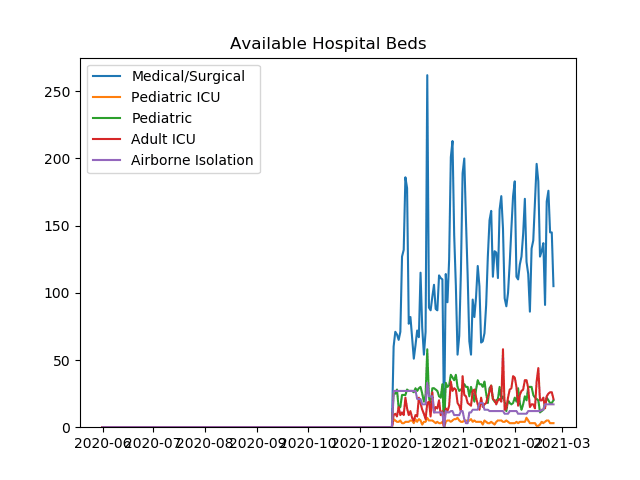 Available Hospital Beds
Medical/Surgical
Pediatric ICU
Pediatric
Adult ICU
Airborne Isolation
250
200
150
100
50
0
2020-06 2020-07 2020-08 2020-09 2020-10 2020-11 2020-12 2021-01 2021-02 2021-03